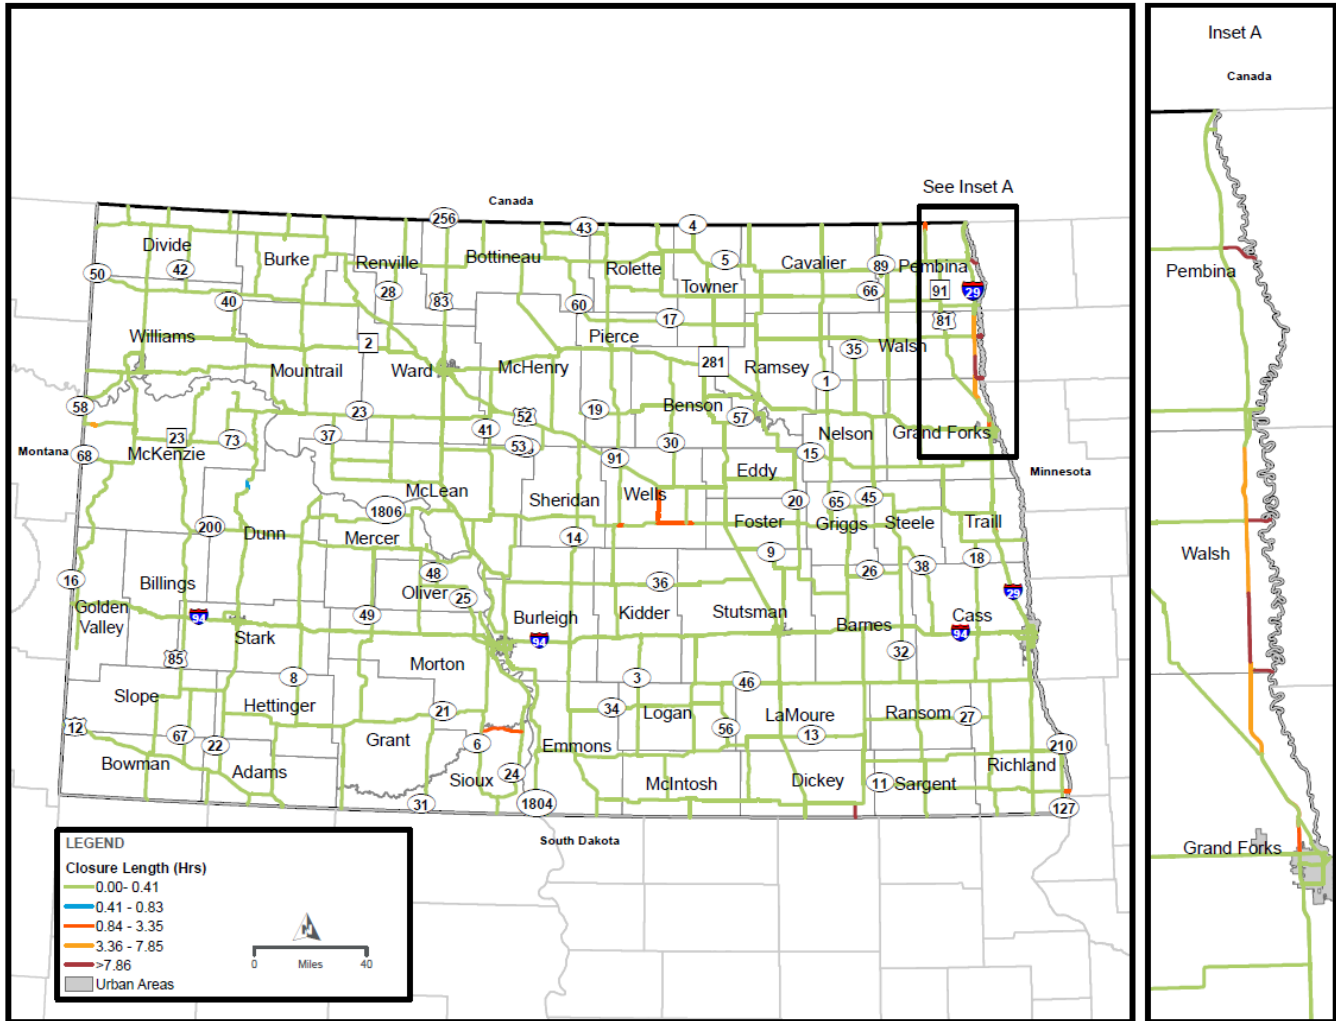 Inset A
Canada
See Inset A
Canada
256
43
4
Divide
42
Burke
Renville
Bottineau
Rolette
5
Towner
Cavalier
89
Pembina
50
40
28
83
60
66
91
29
Williams
2
17
81
Pierce
Mountrail
Ward
McHenry
281
Ramsey
35
Walsh
1
58
23
52
19
Benson
57
Nelson
Grand Forks
Montana
68
23
73
37
41
53
91
30
15
McKenzie
Minnesota
McLean
Sheridan
Wells
Eddy
20
65
45
1806
200
Dunn
Mercer
14
Foster
Griggs
Steele
Traill
16
Billings
48
9
18
Oliver
25
36
26
38
29
Golden
Valley
94
49
Burleigh
Kidder
Stutsman
Barnes
Cass
Stark
94
94
85
Morton
32
8
3
46
Slope
Hettinger
21
34
Logan
LaMoure
Ransom
27
12
67
22
Grant
6
Emmons
56
13
210
Bowman
Adams
Sioux
24
McIntosh
Dickey
11
Sargent
Richland
31
1804
127
South Dakota
LEGEND
Closure Length (Hrs)
0.00- 0.41
0.41 - 0.83
0.84 - 3.35
3.36 - 7.85
>7.86
Urban Areas
N
0
Miles
40
Pembina
Walsh
Grand Forks